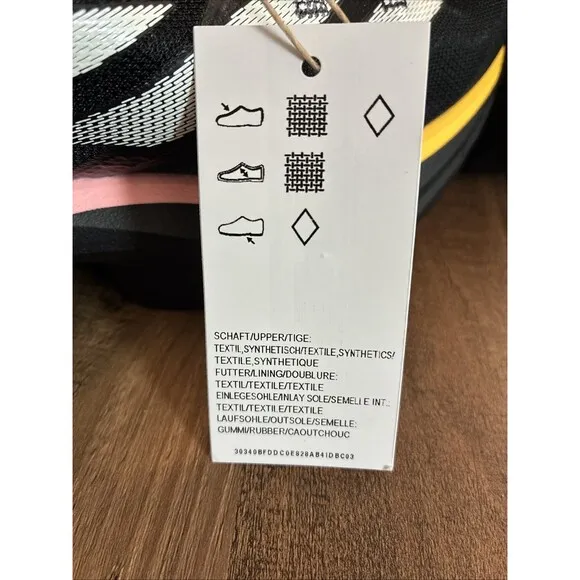 SCHAFT/UPPER/TIGE:
TEXTIL,SYNTHETISCH/TEXTILE,SYNTHETICS/
TEXTILE,SYNTHETIQUE
FUTTER/LINING/DOUBLURE:
TEXTIL/TEXTILE/TEXTILE
EINLEGESOHLE/INLAY SOLE/SEMELLE INT.:
TEXTIL/TEXTILE/TEXTILE
LAUFSOHLE/OUTSOLE/SEMELLE:
GUMMI/RUBBER/CAOUTCHOUC
30340BFDDC0E928AB41DBC03